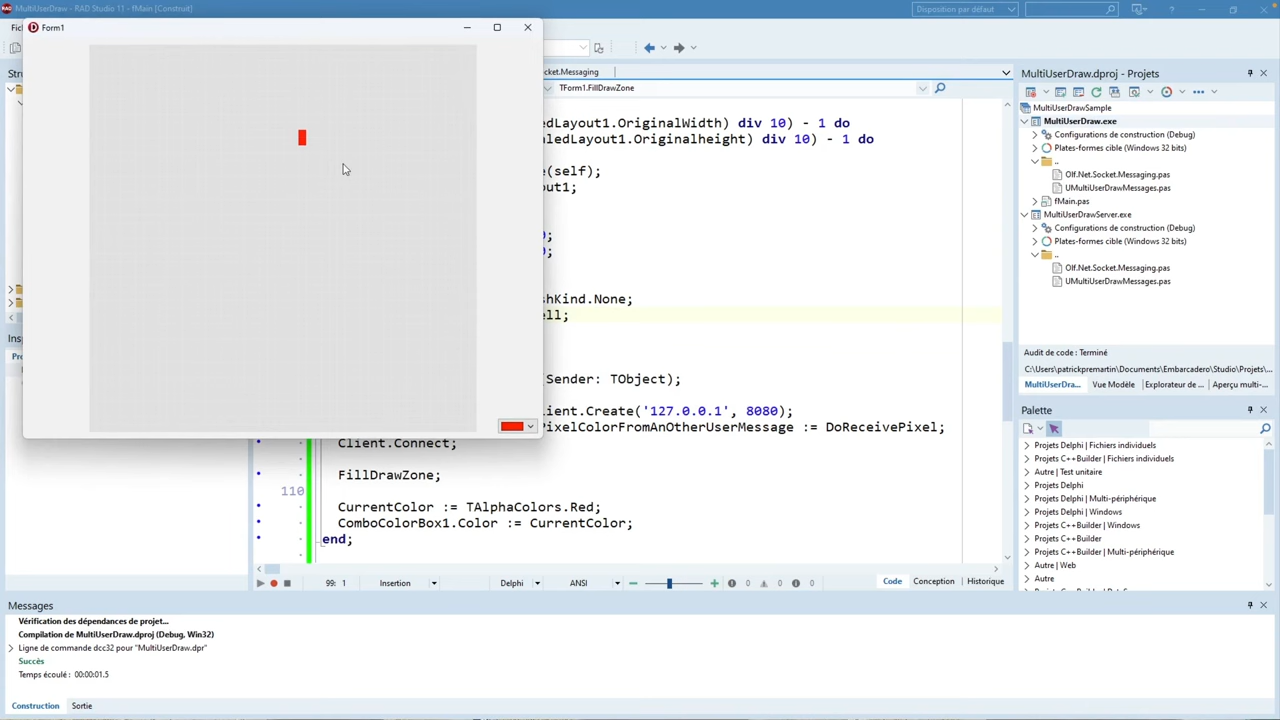 MultiUserDraw - RAD Studio 11 - fMain [Construit]
Disposition par défaut
Form1
cket.Messaging
TForm1.FillDrawZone
ledLayout1.OriginalWidth) div 10) - 1 do
aledLayout1.Originalheight) div 10) - 1 do
e(self);
out1;
0;
0;
shKind.None;
ell;
(Sender: TObject);
lient.Create('127.0.0.1', 8080);
PixelColorFromAnOtherUserMessage := DoReceivePixel;
Client.Connect;
FillDrawZone;
110
CurrentColor := TAlphaColors.Red;
ComboColorBox1.Color := CurrentColor;
end;
99: 1
Insertion
Delphi
ANSI
0
0
0
Code
Conception
Historique
MultiUserDraw.dproj - Projets
MultiUserDrawSample
MultiUserDraw.exe
Configurations de construction (Debug)
Plates-formes cible (Windows 32 bits)
..
Olf.Net.Socket.Messaging.pas
UMultiUserDrawMessages.pas
fMain.pas
MultiUserDrawServer.exe
Configurations de construction (Debug)
Plates-formes cible (Windows 32 bits)
..
Olf.Net.Socket.Messaging.pas
UMultiUserDrawMessages.pas
Audit de code : Terminé
C:\Users\patrickpremartin\Documents\Embarcadero\Studio\Projets\
MultiUserDra...
Vue Modèle
Explorateur de ...
Aperçu multi-...
Palette
Projets Delphi | Fichiers individuels
Projets C++Builder | Fichiers individuels
Autre | Test unitaire
Projets Delphi
Projets Delphi | Multi-périphérique
Projets Delphi | Windows
Projets C++Builder | Windows
Projets C++Builder
Projets C++Builder | Multi-périphérique
Autre | Web
Autre
Messages
Vérification des dépendances de projet...
Compilation de MultiUserDraw.dproj (Debug, Win32)
Ligne de commande dcc32 pour "MultiUserDraw.dpr"
Succès
Temps écoulé : 00:00:01.5
Construction
Sortie